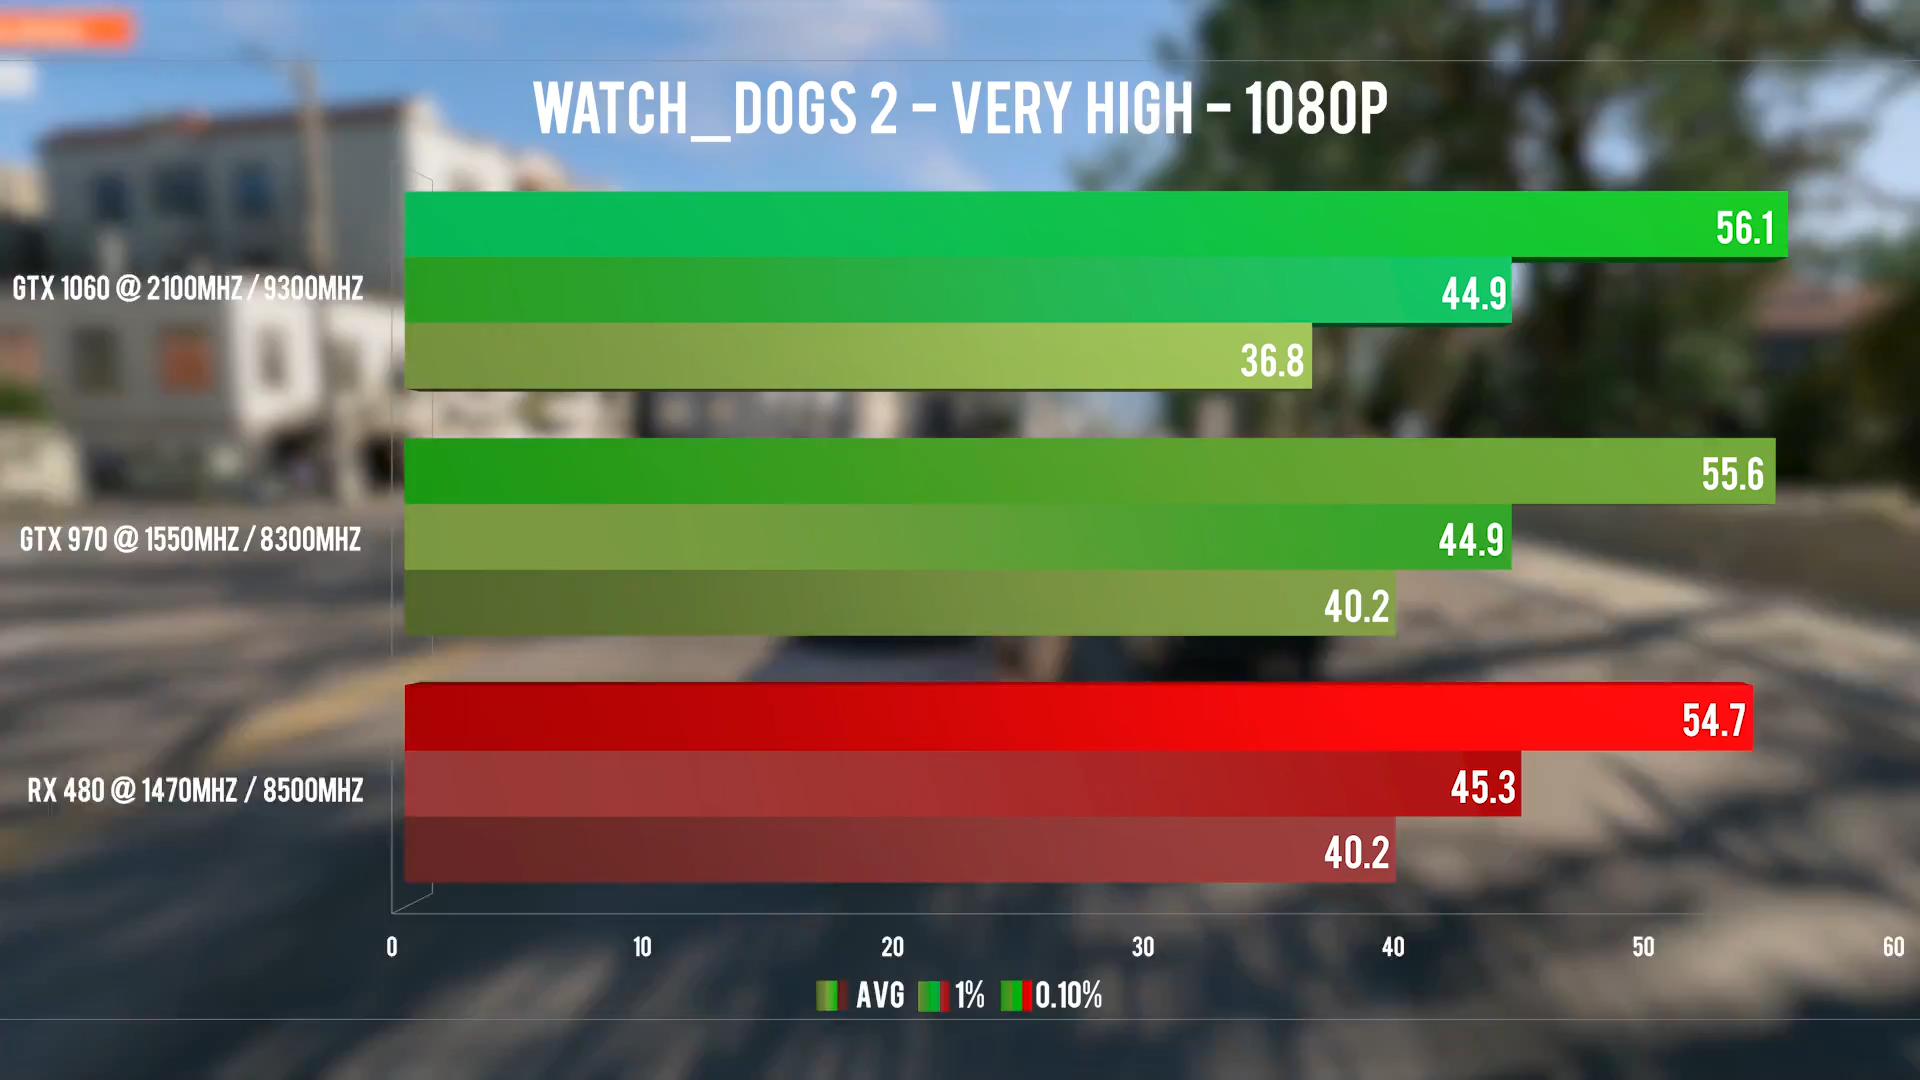 WATCH_DOGS 2 - VERY HIGH - 1080P
56.1
GTX 1060 @ 2100MHZ / 9300MHZ
44.9
36.8
55.6
GTX 970 @ 1550MHZ / 8300MHZ
44.9
40.2
54.7
RX 480 @ 1470MHZ / 8500MHZ
45.3
40.2
0 10 20 30 40 50 60
AVG 1% 0.10%